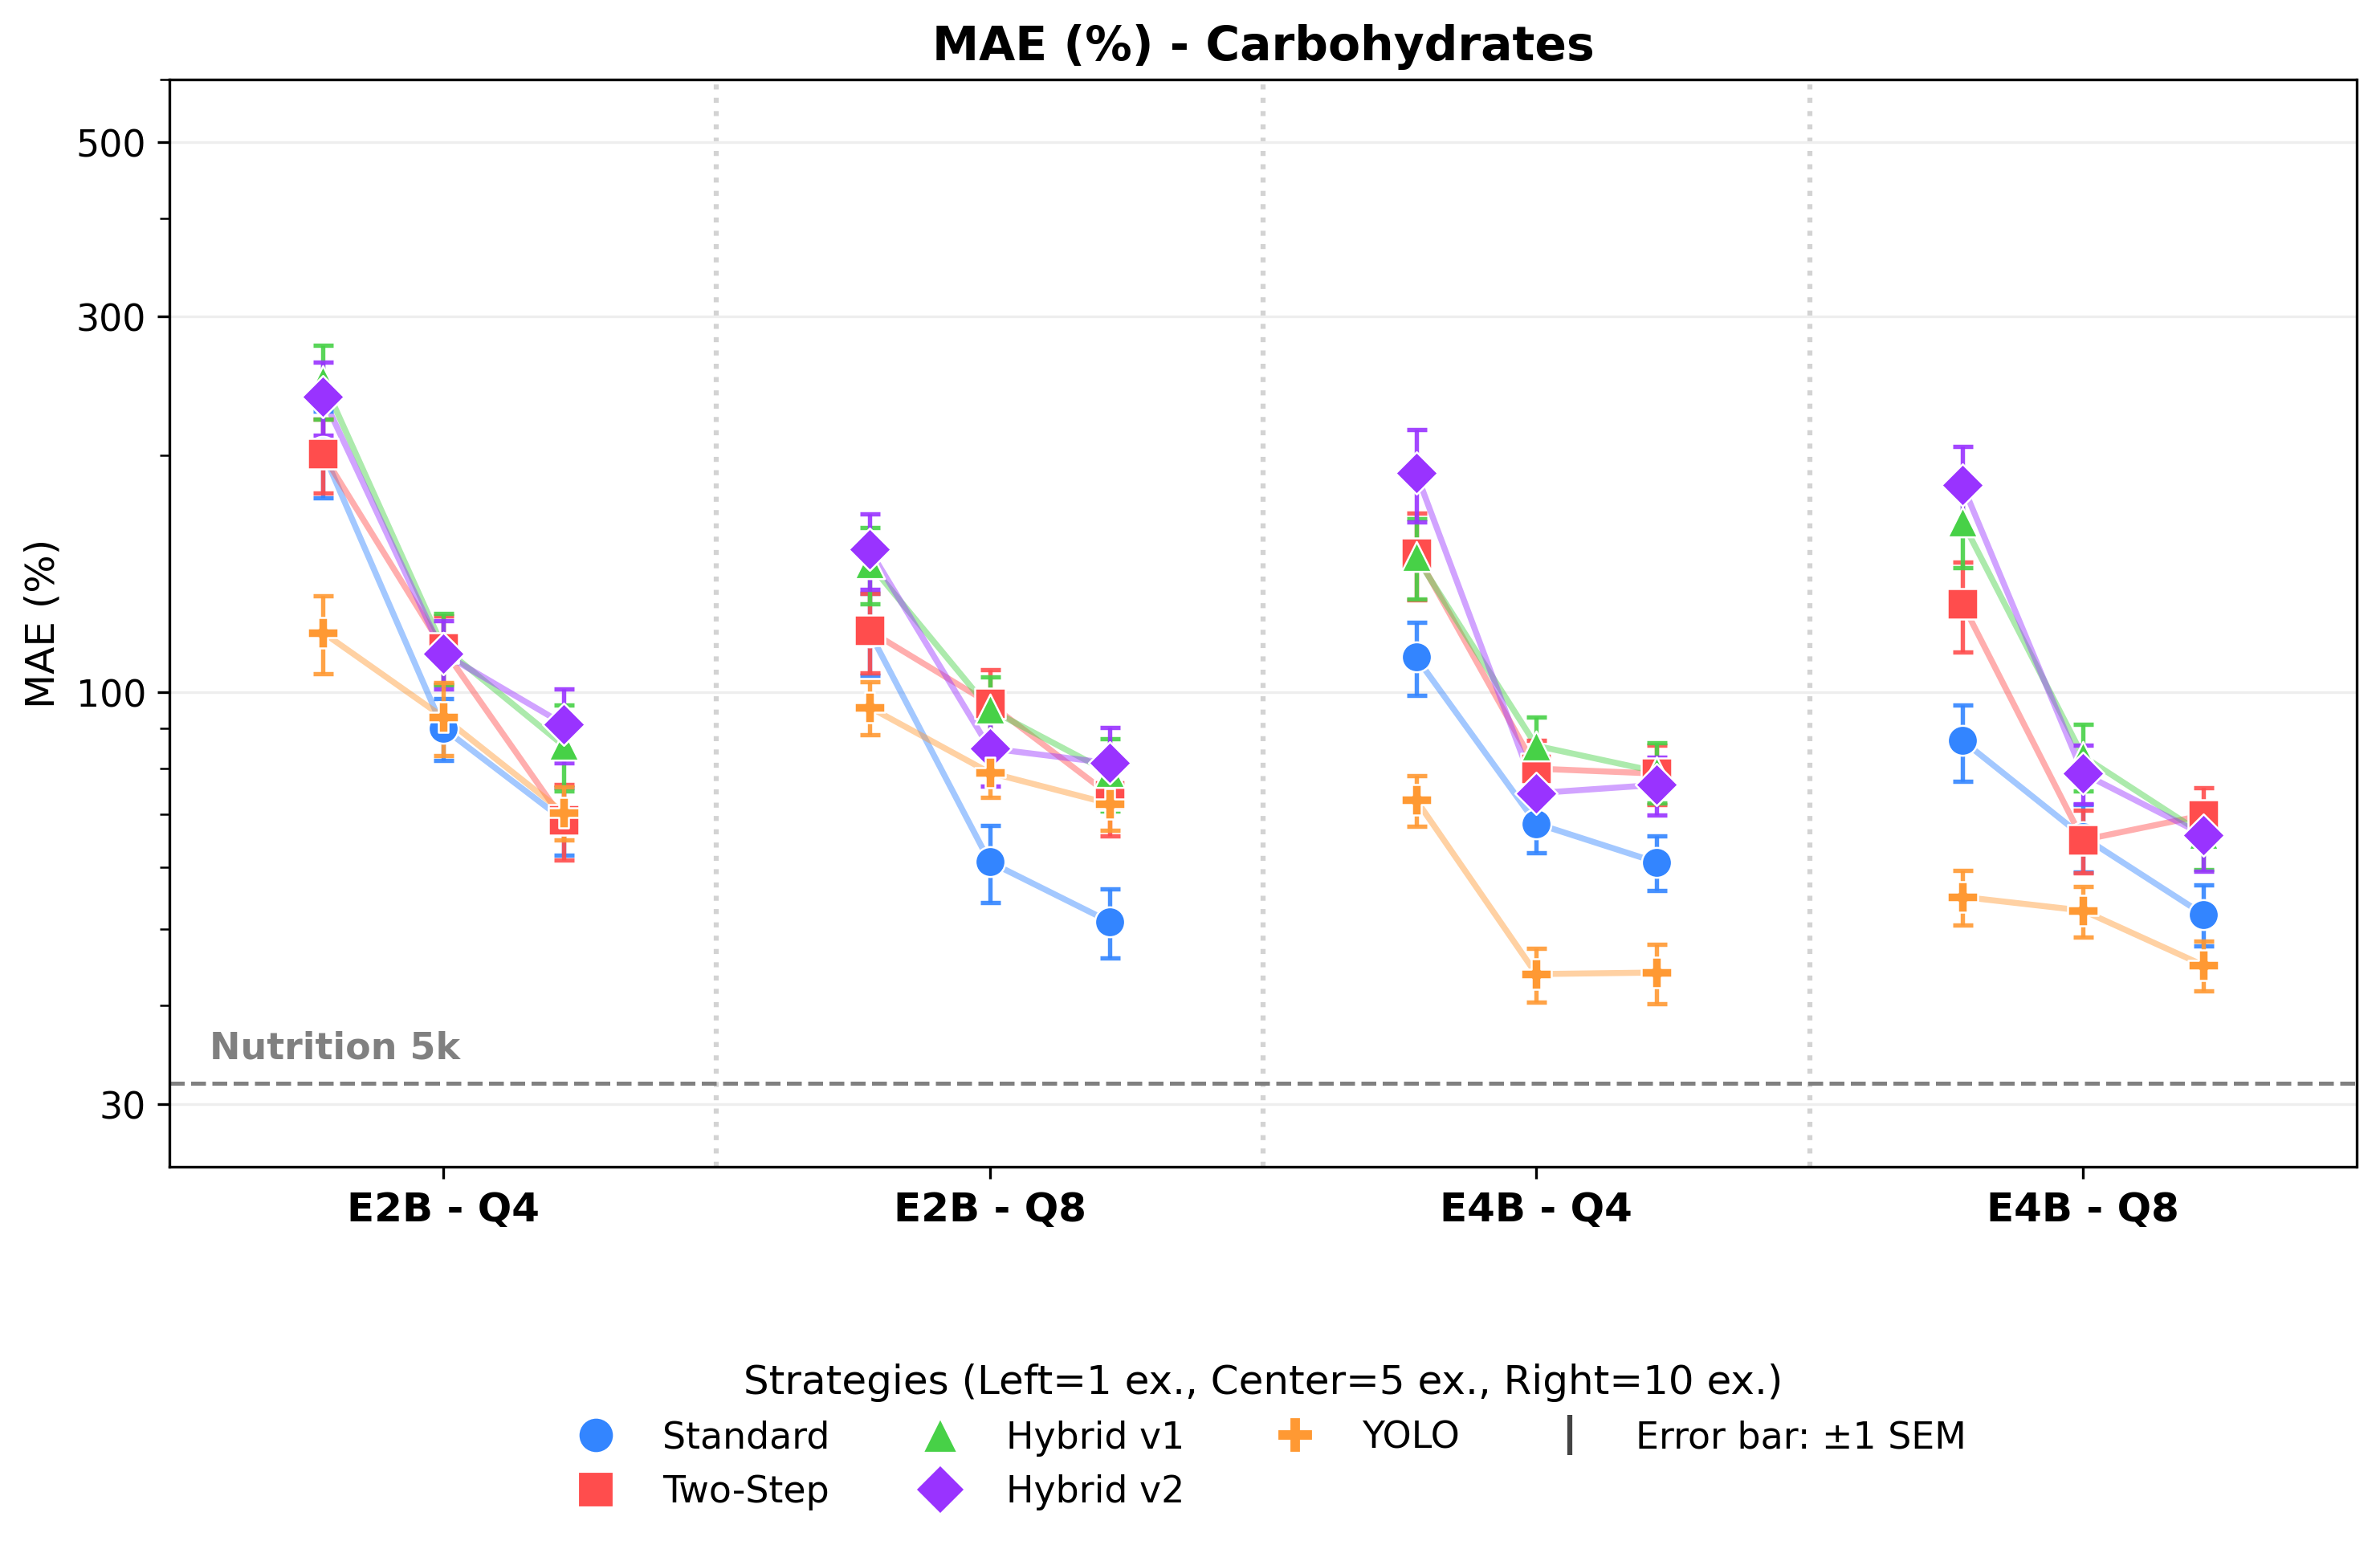 MAE (%) - Carbohydrates
MAE (%)
500
300
100
30
Nutrition 5k
E2B - Q4
E2B - Q8
E4B - Q4
E4B - Q8
Strategies (Left=1 ex., Center=5 ex., Right=10 ex.)
Standard
Hybrid v1
YOLO
Error bar: ±1 SEM
Two-Step
Hybrid v2